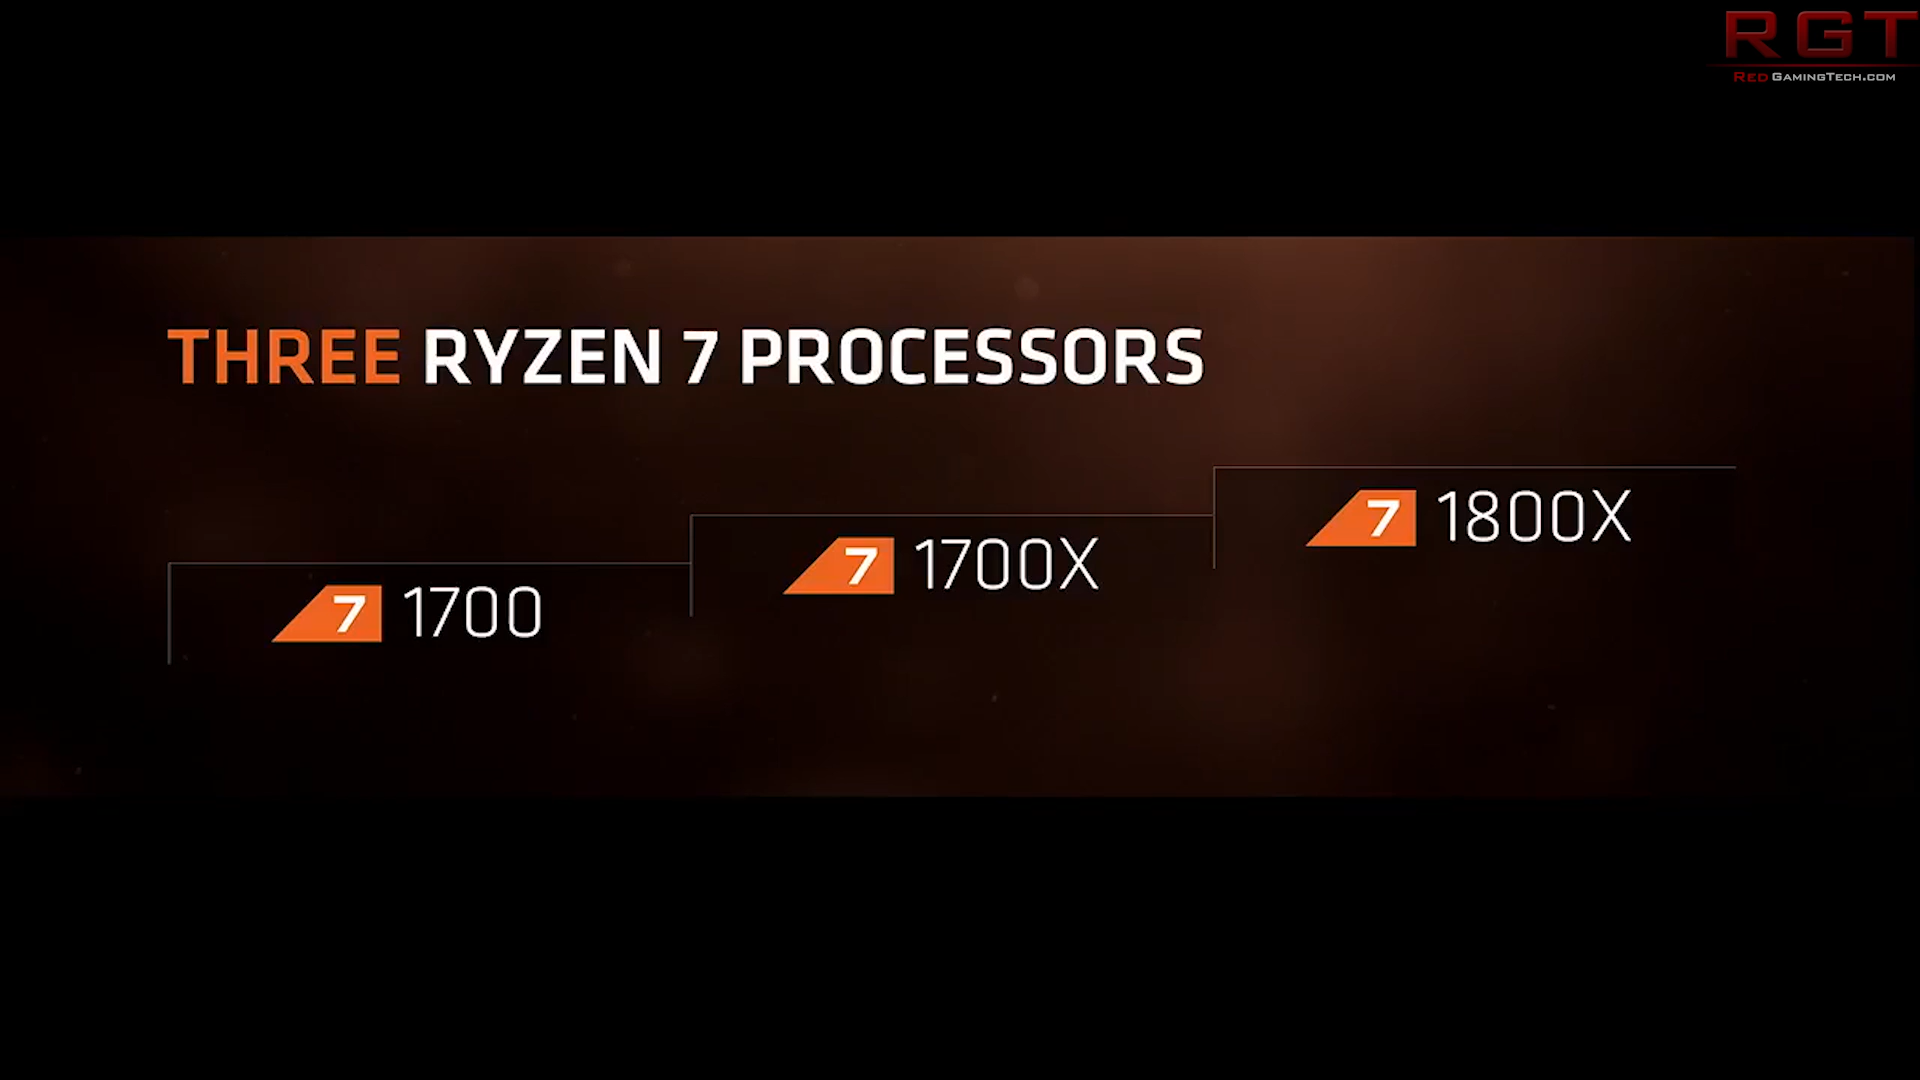 RGT
RedGamingTech.com
THREE RYZEN 7 PROCESSORS
7 1700
7 1700X
7 1800X